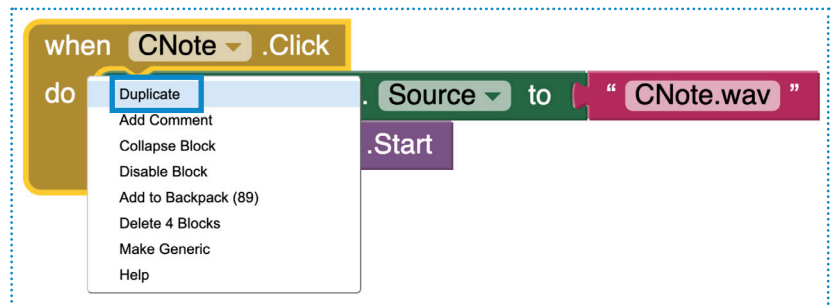 when CNote .Click
do . Source to " CNote.wav "
.Start
Duplicate
Add Comment
Collapse Block
Disable Block
Add to Backpack (89)
Delete 4 Blocks
Make Generic
Help